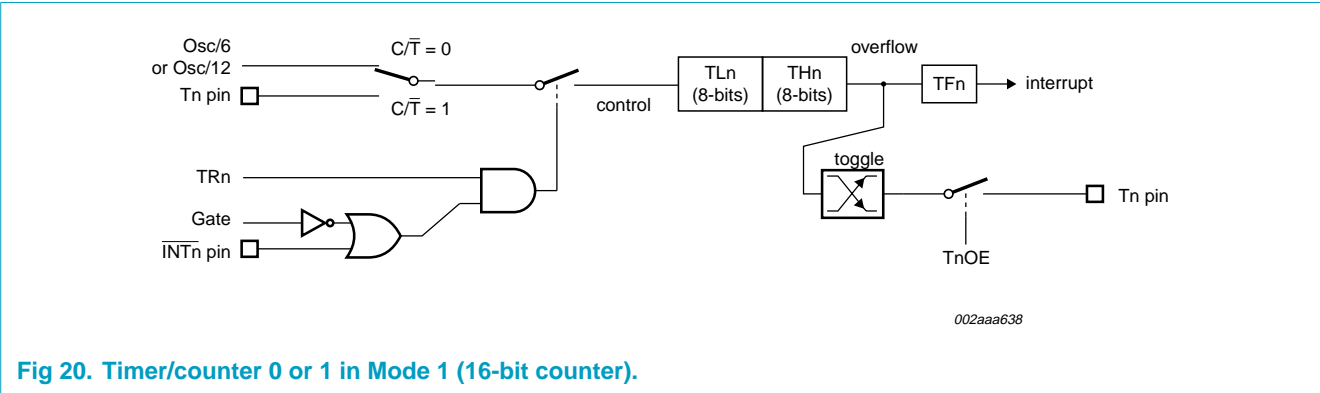 Osc/6
or Osc/12
Tn pin
C/T̅ = 0
C/T̅ = 1
control
TLn
(8-bits)
THn
(8-bits)
overflow
TFn
interrupt
TRn
Gate
I̅N̅T̅n pin
toggle
Tn pin
TnOE
002aaa638
Fig 20. Timer/counter 0 or 1 in Mode 1 (16-bit counter).